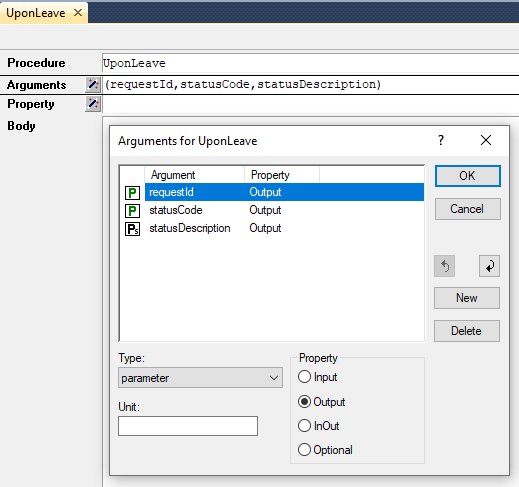 UponLeave
Procedure UponLeave
Arguments (requestId,statusCode,statusDescription)
Property
Body
Arguments for UponLeave ?
Argument Property
P requestId Output
P statusCode Output
Ps statusDescription Output
OK
Cancel
New
Delete
Type:
parameter
Unit:
Property
Input
Output
InOut
Optional